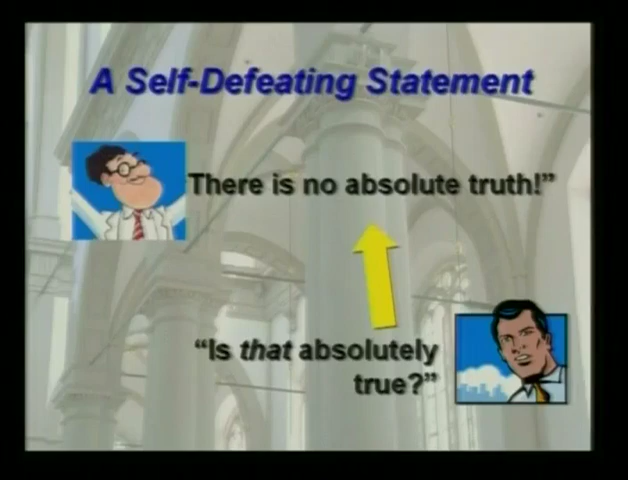 A Self-Defeating Statement
There is no absolute truth!”
“Is that absolutely
true?”